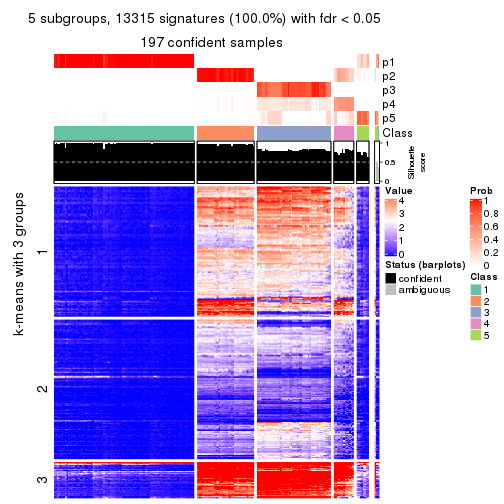 5 subgroups, 13315 signatures (100.0%) with fdr < 0.05
197 confident samples
p1
p2
p3
p4
p5
Class
1
0.5
0
Silhouette
score
k-means with 3 groups
1
2
3
Value
4
3
2
1
0
Status (barplots)
confident
ambiguous
Prob
1
0.8
0.6
0.4
0.2
0
Class
1
2
3
4
5